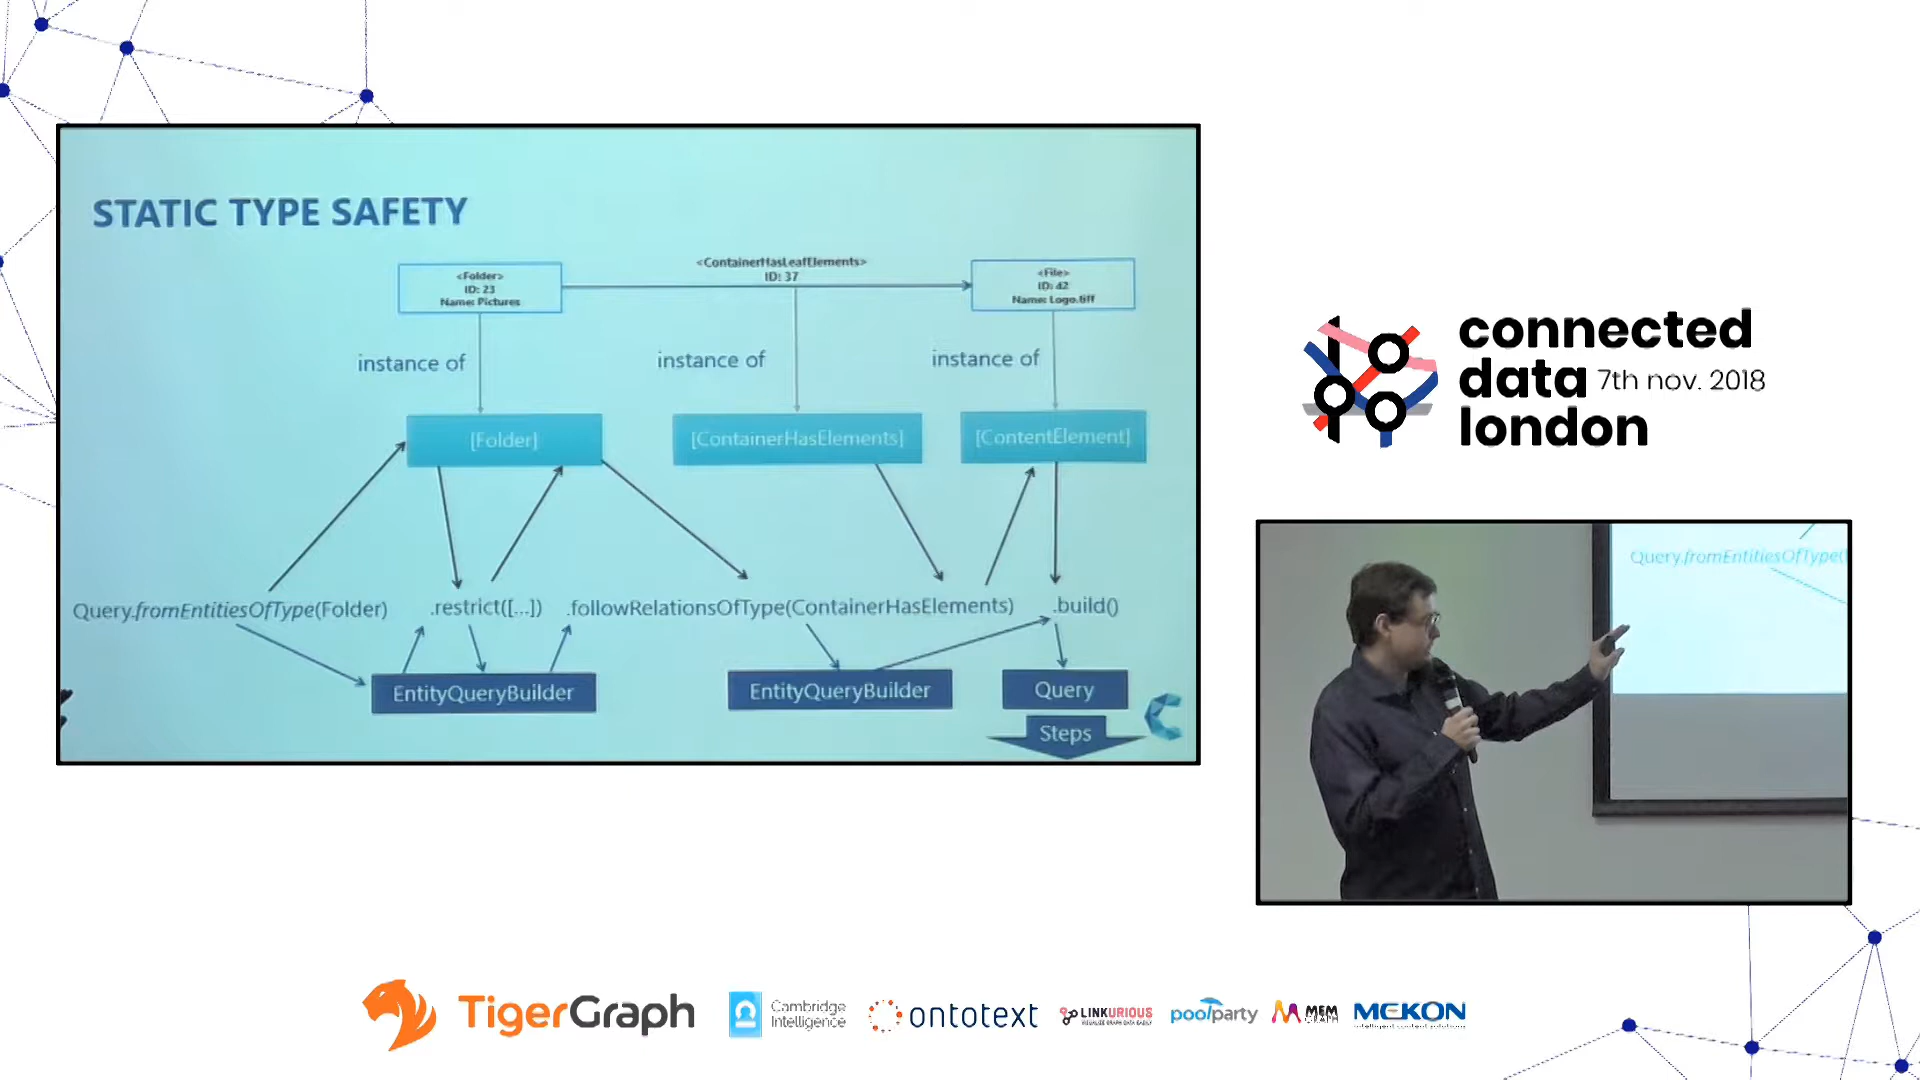 STATIC TYPE SAFETY
<Folder>
ID: 23
Name: Pictures
<ContainerHasLeafElements>
ID: 37
<File>
ID: 42
Name: Logo.tiff
instance of
instance of
instance of
[Folder]
[ContainerHasElements]
[ContentElement]
Query.fromEntitiesOfType(Folder) .restrict([...]) .followRelationsOfType(ContainerHasElements) .build()
EntityQueryBuilder
EntityQueryBuilder
Query
Steps
connected
data 7th nov. 2018
london
Query.fromEntitiesOfType(
TigerGraph
Cambridge
Intelligence
ontotext
LINKURIOUS
VISUALIZE GRAPH DATA EASILY
poolparty
MEM
GRAPH
MEKON
intelligent content solutions